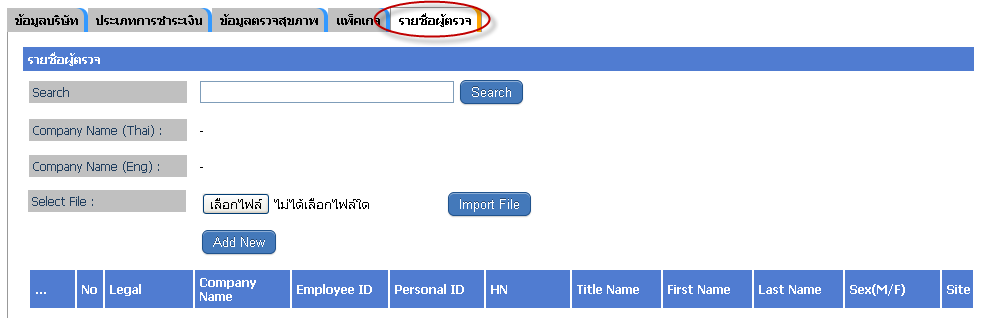 ข้อมูลบริษัท ประเภทการชำระเงิน ข้อมูลตรวจสุขภาพ แพ็คเกจ รายชื่อผู้ตรวจ
รายชื่อผู้ตรวจ
Search Search
Company Name (Thai) : -
Company Name (Eng) : -
Select File : เลือกไฟล์ ไม่ได้เลือกไฟล์ใด Import File
Add New
... No Legal Company Name Employee ID Personal ID HN Title Name First Name Last Name Sex(M/F) Site